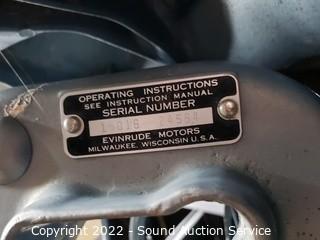 OPERATING INSTRUCTIONS
SEE INSTRUCTION MANUAL
SERIAL NUMBER
EVINRUDE MOTORS
MILWAUKEE, WISCONSIN U.S.A.
Copyright 2022 - Sound Auction Service